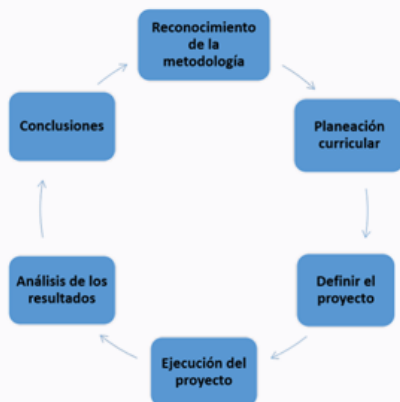 Reconocimiento
de la
metodología
Planeación
curricular
Definir el
proyecto
Ejecución del
proyecto
Análisis de los
resultados
Conclusiones